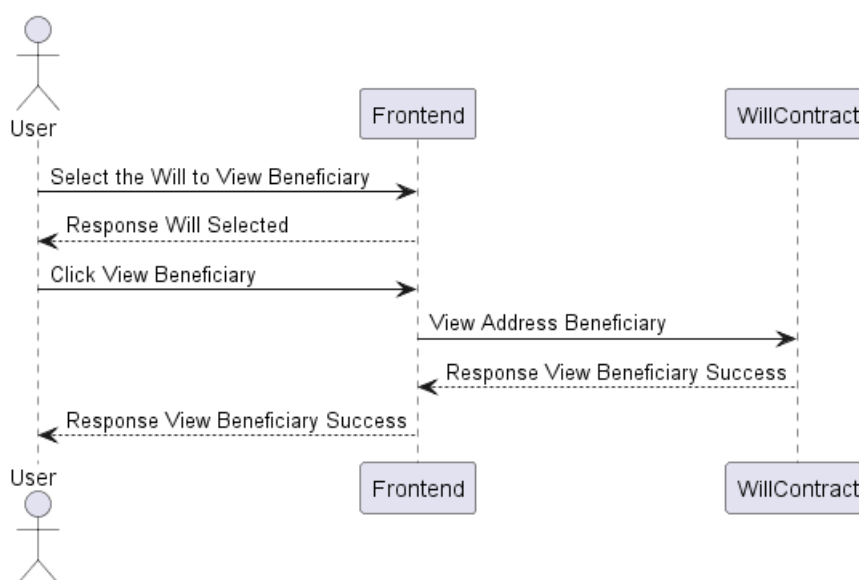 User
Frontend
WillContract
Select the Will to View Beneficiary
Response Will Selected
Click View Beneficiary
View Address Beneficiary
Response View Beneficiary Success
Response View Beneficiary Success
User
Frontend
WillContract